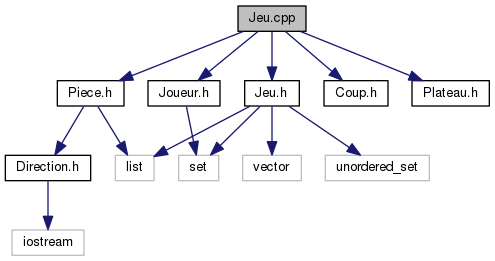 Jeu.cpp
Piece.h
Joueur.h
Jeu.h
Coup.h
Plateau.h
Direction.h
list
set
vector
unordered_set
iostream